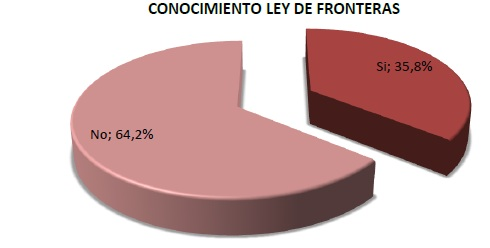 CONOCIMIENTO LEY DE FRONTERAS
Si; 35,8%
No; 64,2%